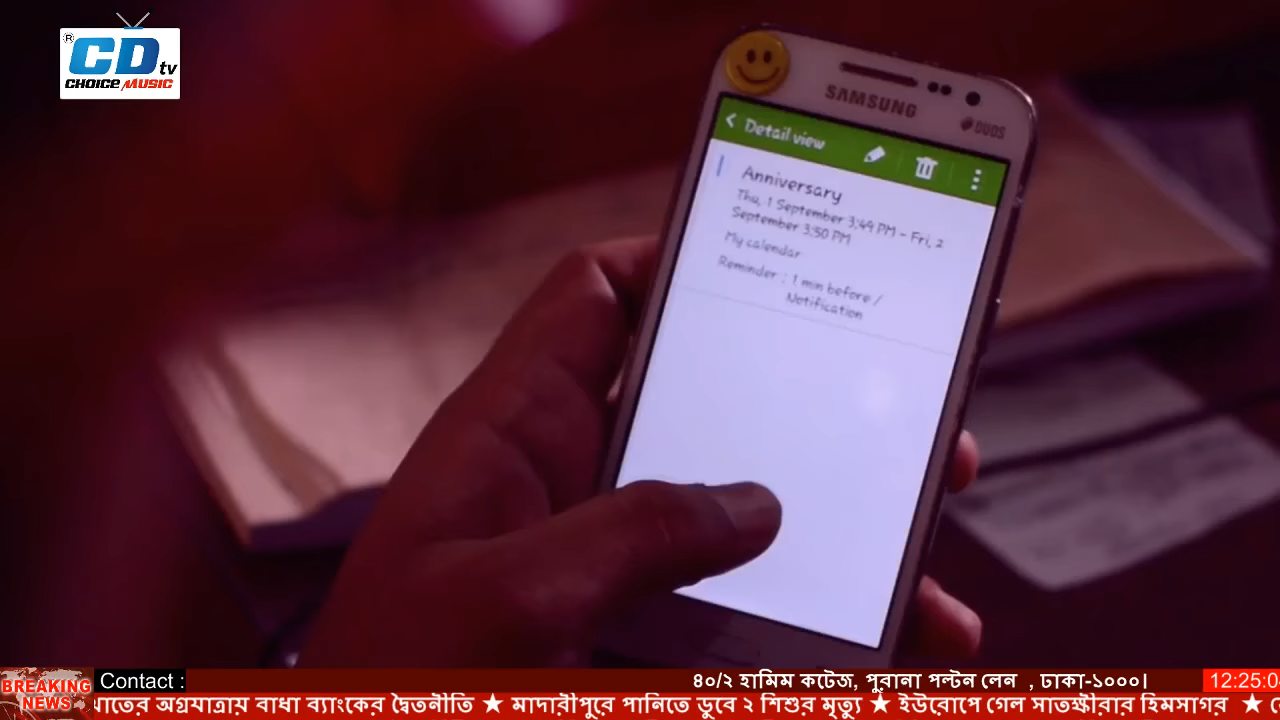 ® CD tv
CHOICE MUSIC
SAMSUNG
DUOS
Detail view
Anniversary
Thu, 1 September 3:49 PM - Fri, 2
September 3:50 PM
My calendar
Reminder : 1 min before /
Notification
Contact :
৪০/২ হামিম কটেজ, পুরানা পল্টন লেন , ঢাকা-১০০০।
12:25:0
BREAKING
NEWS
অগ্রযাত্রায় বাধা ব্যাংকের দ্বৈতনীতি ★ মাদারীপুরে পানিতে ডুবে ২ শিশুর মৃত্যু ★ ইউরোপে গেল সাতক্ষীরার হিমসাগর ★